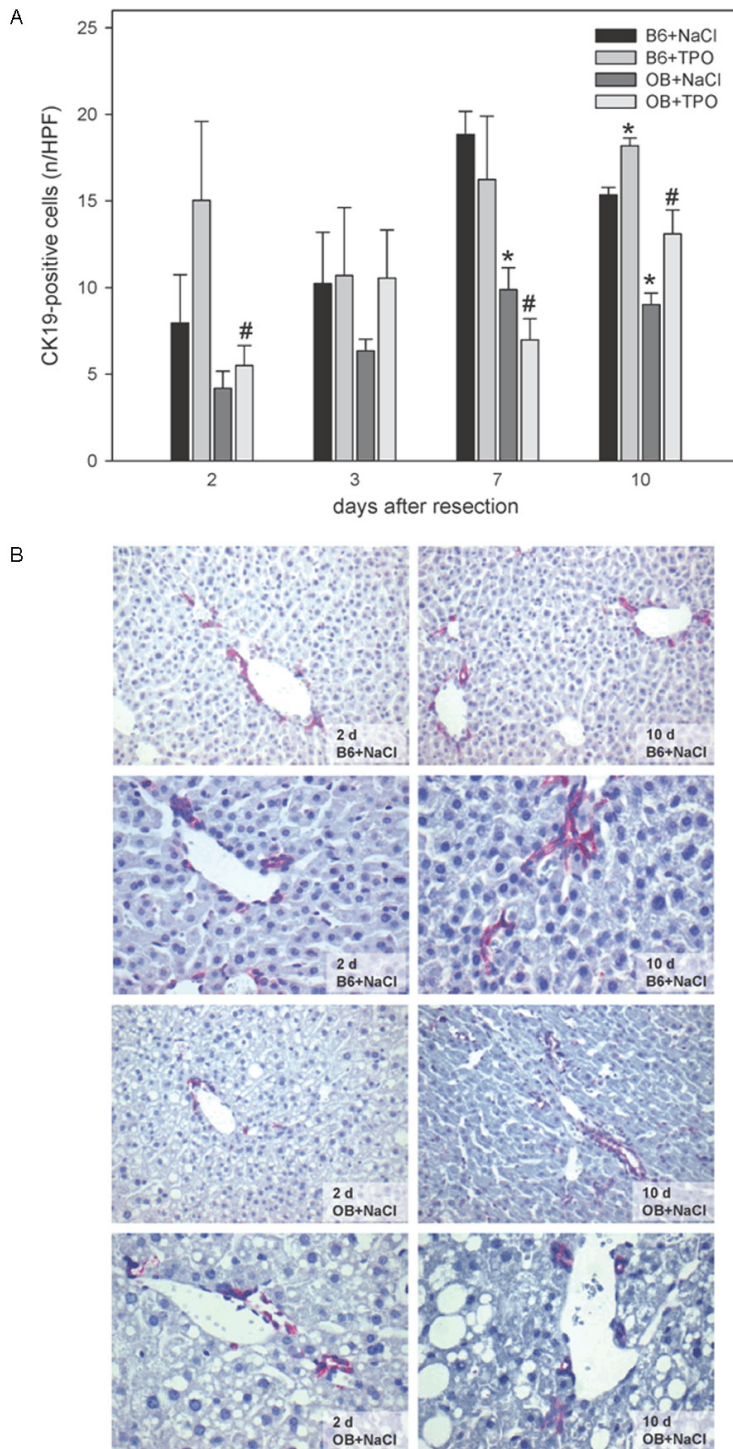 A
CK19-positive cells (n/HPF)
25
20
15
10
5
0
B6+NaCl
B6+TPO
OB+NaCl
OB+TPO
#
*
#
*
*
#
2
3
7
10
days after resection
B
2 d
B6+NaCl
10 d
B6+NaCl
2 d
B6+NaCl
10 d
B6+NaCl
2 d
OB+NaCl
10 d
OB+NaCl
2 d
OB+NaCl
10 d
OB+NaCl